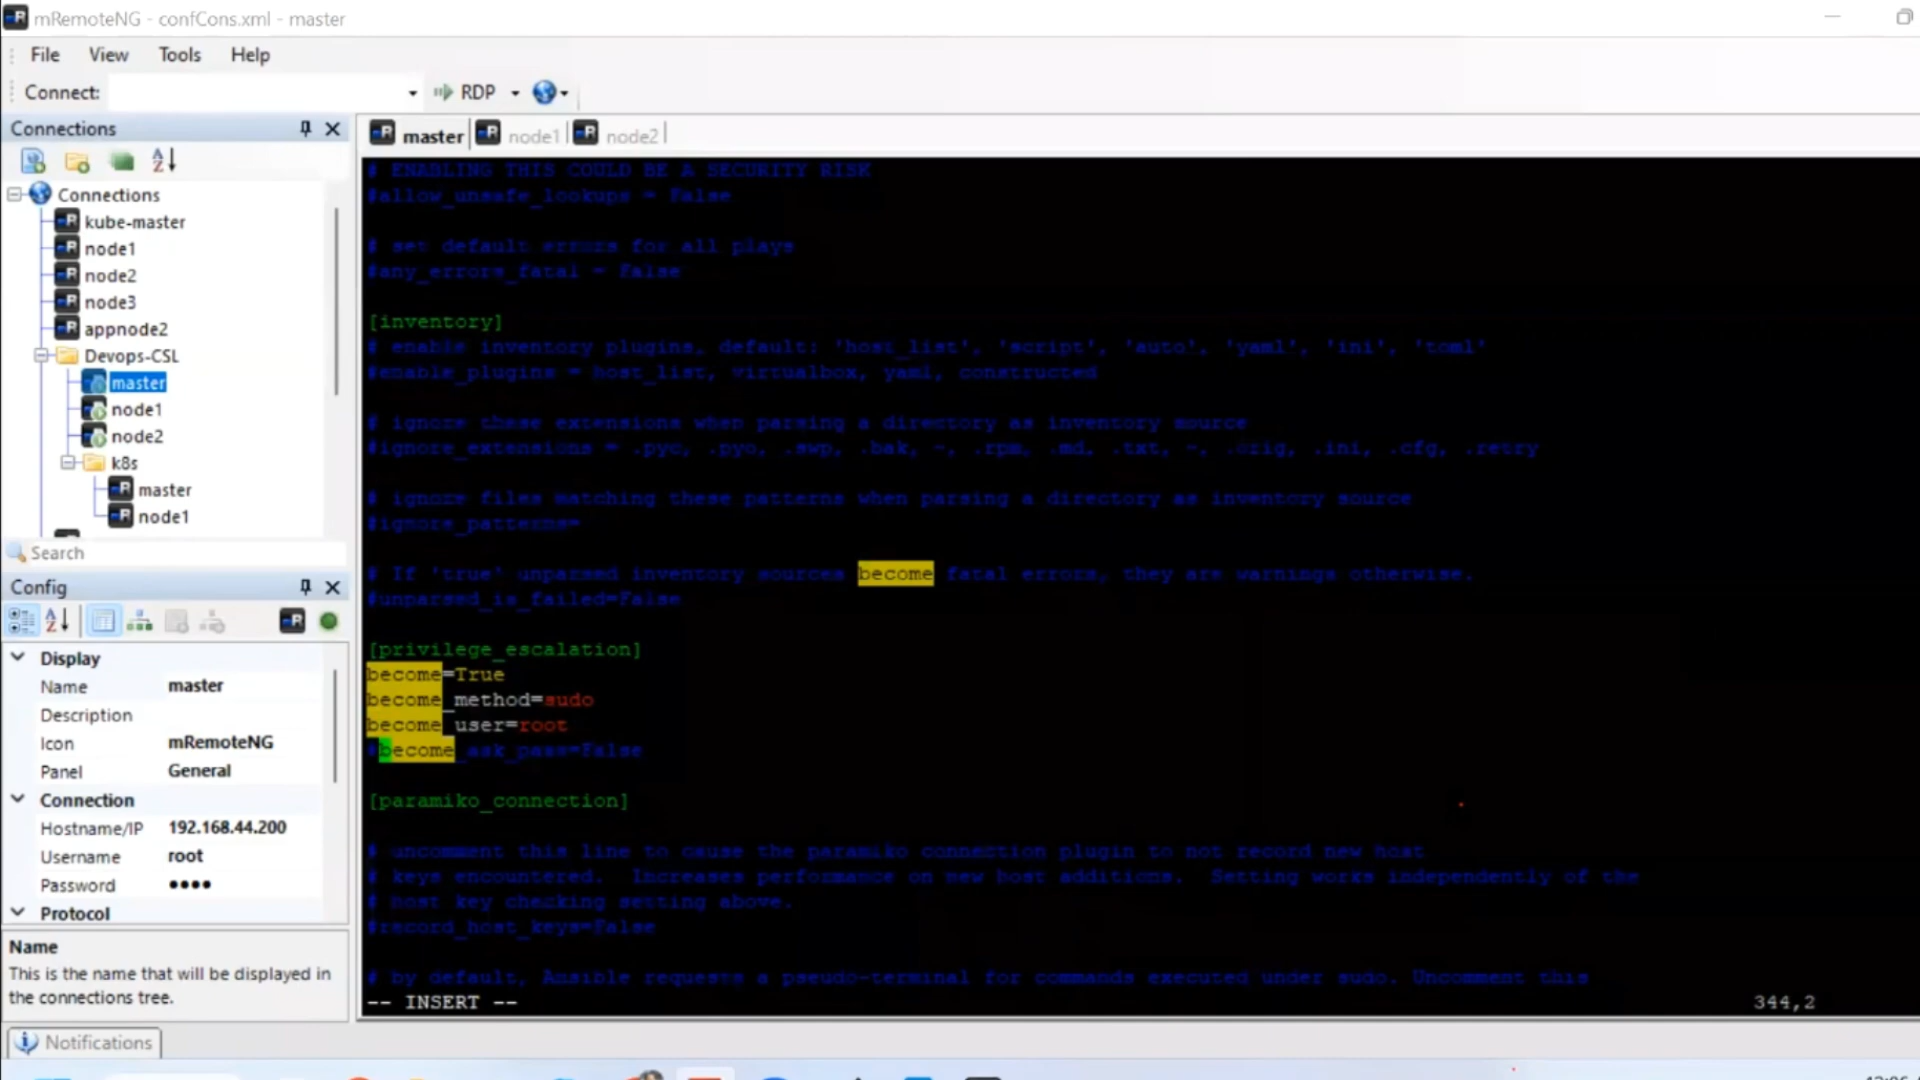 mRemoteNG - confCons.xml - master
File View Tools Help
Connect: RDP
Connections
master node1 node2
Connections
kube-master
node1
node2
node3
appnode2
Devops-CSL
master
node1
node2
k8s
master
node1
Search
Config
Display
Name master
Description
Icon mRemoteNG
Panel General
Connection
Hostname/IP 192.168.44.200
Username root
Password ••••
Protocol
Name
This is the name that will be displayed in
the connections tree.
Notifications
# ENABLING THIS COULD BE A SECURITY RISK
#allow_unsafe_lookups = False
# set default errors for all plays
#any_errors_fatal = False
[inventory]
# enable inventory plugins, default: 'host_list', 'script', 'auto', 'yaml', 'ini', 'toml'
#enable_plugins = host_list, virtualbox, yaml, constructed
# ignore these extensions when parsing a directory as inventory source
#ignore_extensions = .pyc, .pyo, .swp, .bak, ~, .rpm, .md, .txt, ~, .orig, .ini, .cfg, .retry
# ignore files matching these patterns when parsing a directory as inventory source
#ignore_patterns=
# If 'true' unparsed inventory sources become fatal errors, they are warnings otherwise.
#unparsed_is_failed=False
[privilege_escalation]
become=True
become_method=sudo
become_user=root
#become_ask_pass=False
[paramiko_connection]
# uncomment this line to cause the paramiko connection plugin to not record new host
# keys encountered.  Increases performance on new host additions.  Setting works independently of the
# host key checking setting above.
#record_host_keys=False
# by default, Ansible requests a pseudo-terminal for commands executed under sudo. Uncomment this
-- INSERT -- 344,2